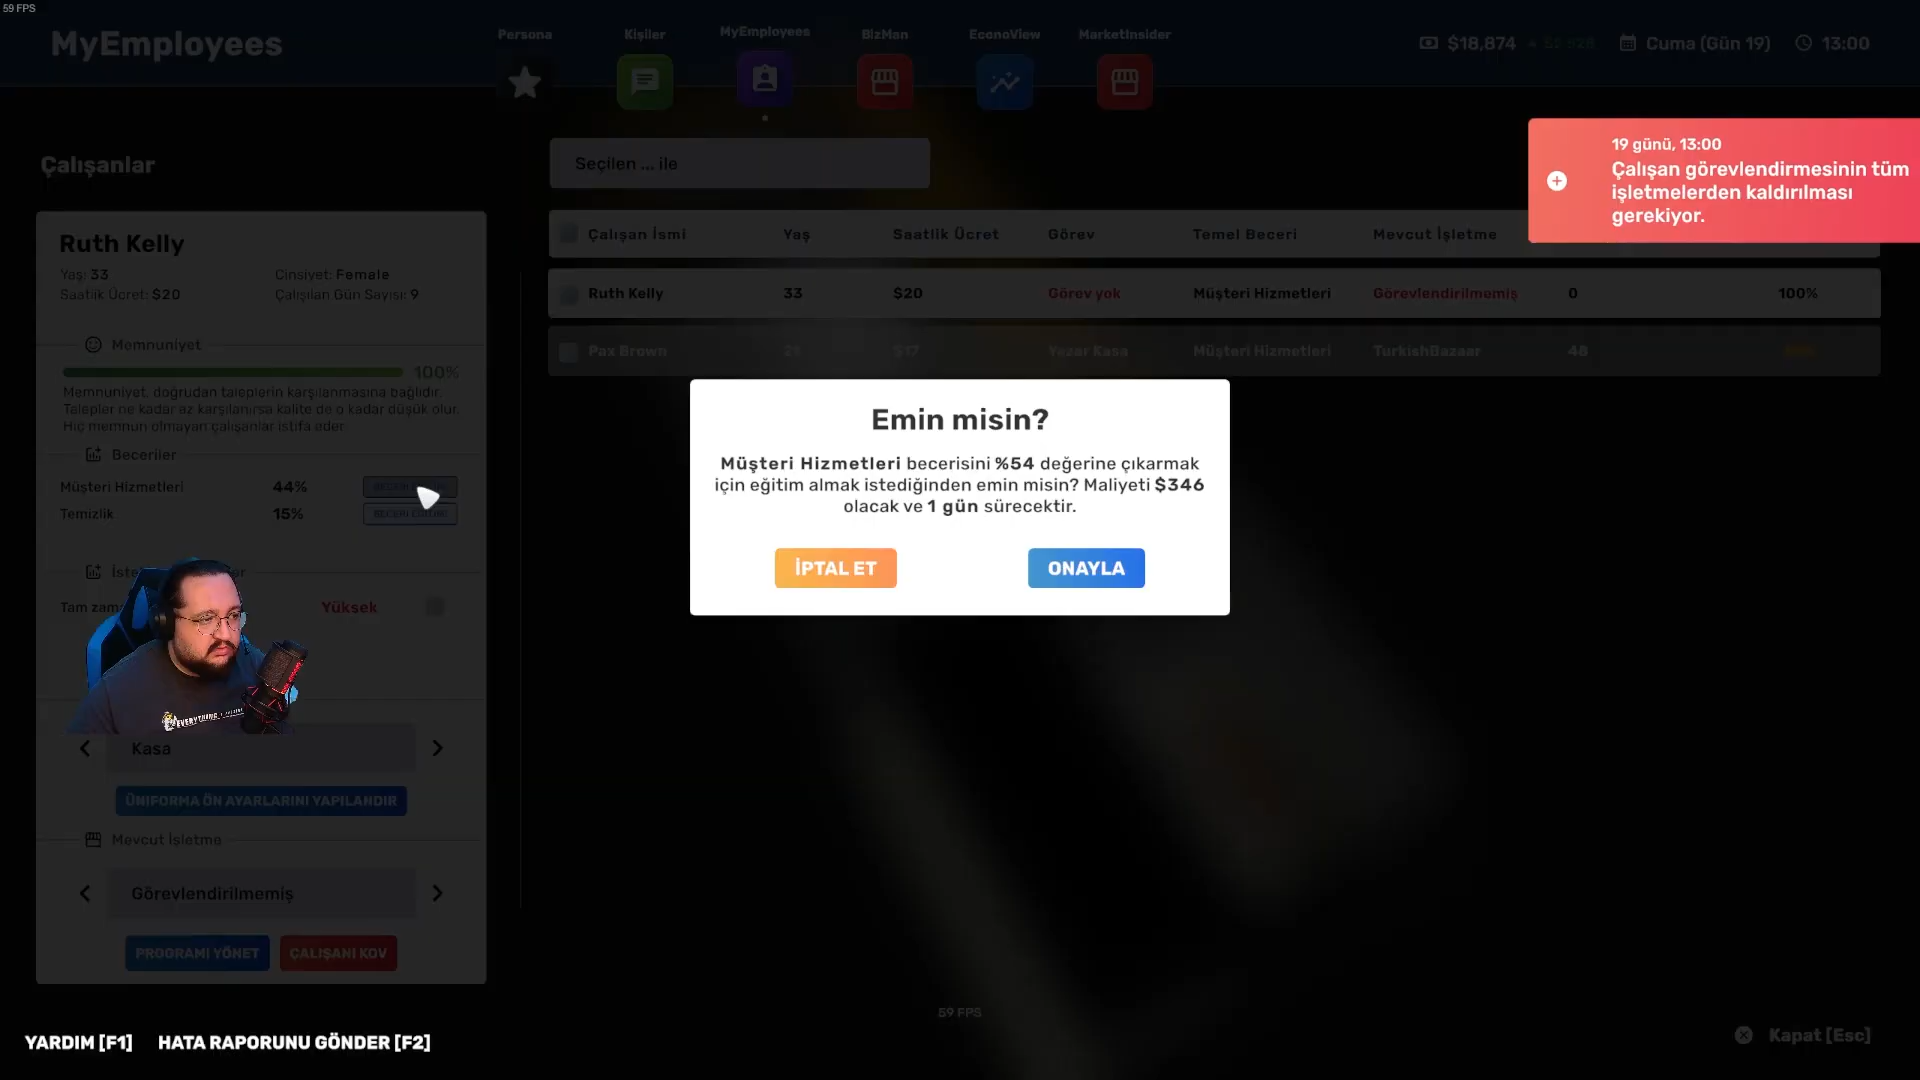 59 FPS
MyEmployees
Persona
Kişiler
MyEmployees
BizMan
EconoView
MarketInsider
$18,874
Cuma (Gün 19)
13:00
19 günü, 13:00
Çalışan görevlendirmesinin tüm
işletmelerden kaldırılması
gerekiyor.
Çalışanlar
Seçilen ... ile
Çalışan İsmi Yaş Saatlik Ücret Görev Temel Beceri Mevcut İşletme
Ruth Kelly 33 $20 Görev yok Müşteri Hizmetleri Görevlendirilmemiş 0 100%
Pax Brown $17 Yazar Kasa Müşteri Hizmetleri TurkishBazaar 48
Ruth Kelly
Yaş: 33 Cinsiyet: Female
Saatlik Ücret: $20 Çalışılan Gün Sayısı: 9
Memnuniyet
100%
Memnuniyet, doğrudan taleplerin karşılanmasına bağlıdır.
Talepler ne kadar az karşılanırsa kalite de o kadar düşük olur.
Hiç memnun olmayan çalışanlar istifa eder.
Beceriler
Müşteri Hizmetleri 44%
Temizlik 15%
Yüksek
EVERYTHING
Kasa
ÜNİFORMA ÖN AYARLARINI YAPILANDIR
Mevcut İşletme
Görevlendirilmemiş
PROGRAMI YÖNET ÇALIŞANI KOV
Emin misin?
Müşteri Hizmetleri becerisini %54 değerine çıkarmak
için eğitim almak istediğinden emin misin? Maliyeti $346
olacak ve 1 gün sürecektir.
İPTAL ET ONAYLA
59 FPS
YARDIM [F1] HATA RAPORUNU GÖNDER [F2]
Kapat [Esc]